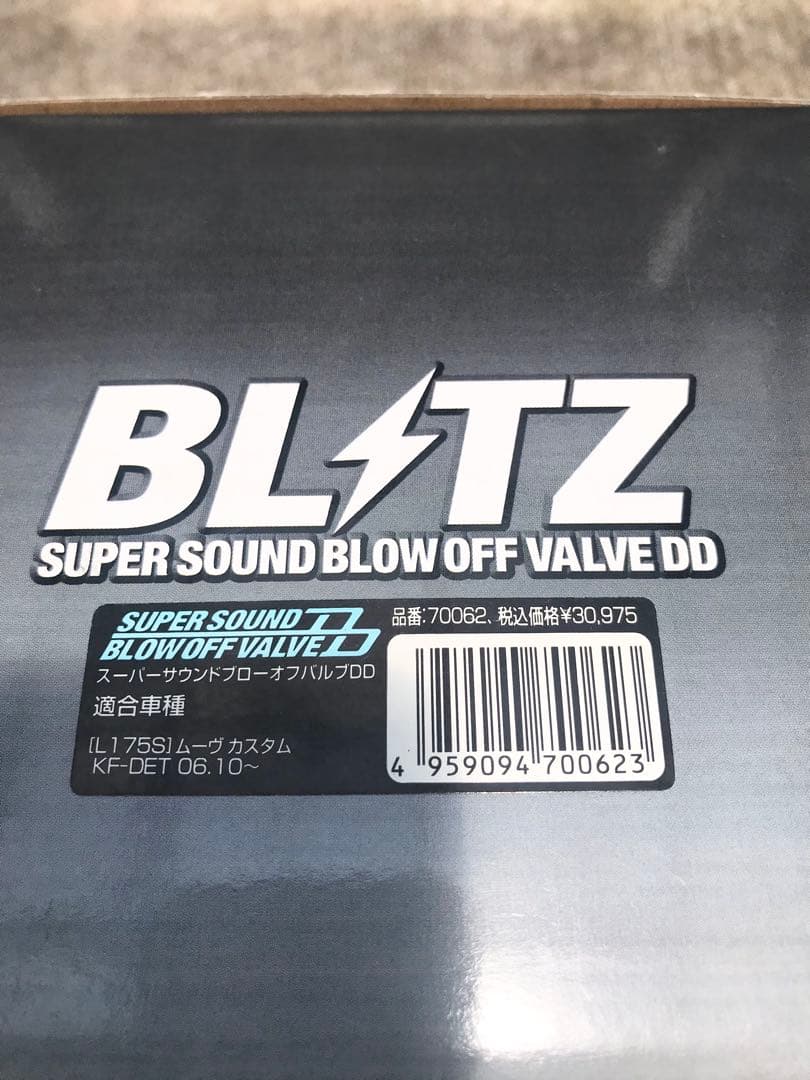 BLITZ
SUPER SOUND BLOW OFF VALVE DD
SUPER SOUND
BLOW OFF VALVE DD
スーパーサウンドブローオフバルブDD
適合車種
[L175S]ムーヴ カスタム
KF-DET 06.10～
品番:70062、税込価格¥30,975
4 959094 700623